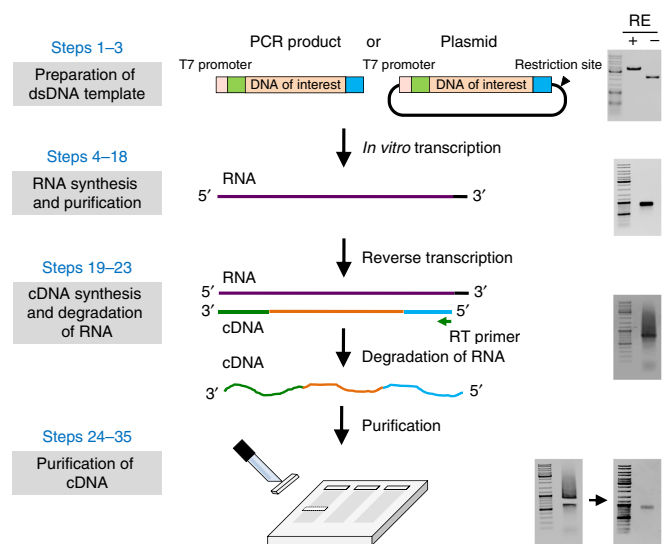 RE
+ −
Steps 1–3
Preparation of
dsDNA template
PCR product or Plasmid
T7 promoter
DNA of interest
T7 promoter
Restriction site
DNA of interest
In vitro transcription
Steps 4–18
RNA synthesis
and purification
RNA
5′ 3′
Reverse transcription
Steps 19–23
cDNA synthesis
and degradation
of RNA
RNA
5′ 3′
3′ 5′
cDNA
RT primer
Degradation of RNA
cDNA
3′ 5′
Purification
Steps 24–35
Purification of
cDNA